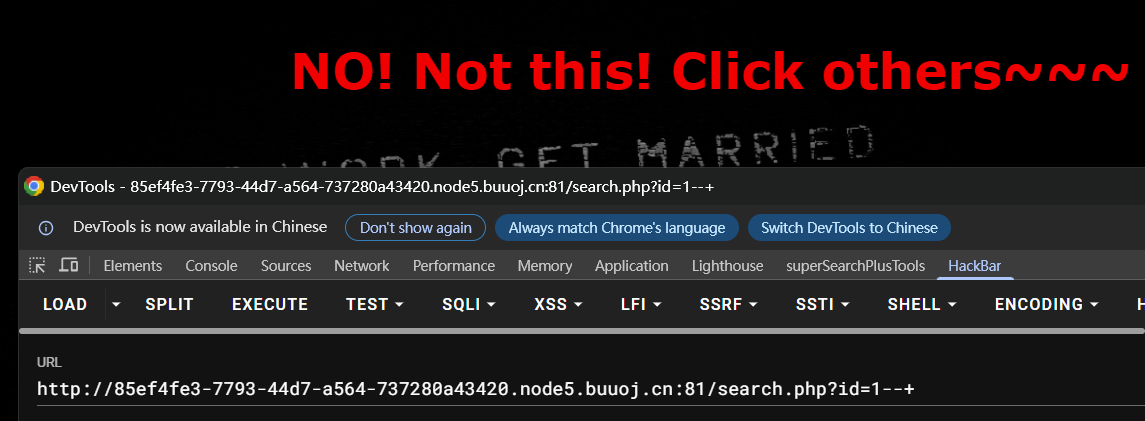 NO! Not this! Click others~~~
WORK, GET MARRIED
DevTools - 85ef4fe3-7793-44d7-a564-737280a43420.node5.buuoj.cn:81/search.php?id=1--+
DevTools is now available in Chinese Don't show again Always match Chrome's language Switch DevTools to Chinese
Elements Console Sources Network Performance Memory Application Lighthouse superSearchPlusTools HackBar
LOAD SPLIT EXECUTE TEST SQLI XSS LFI SSRF SSTI SHELL ENCODING H
URL
http://85ef4fe3-7793-44d7-a564-737280a43420.node5.buuoj.cn:81/search.php?id=1--+